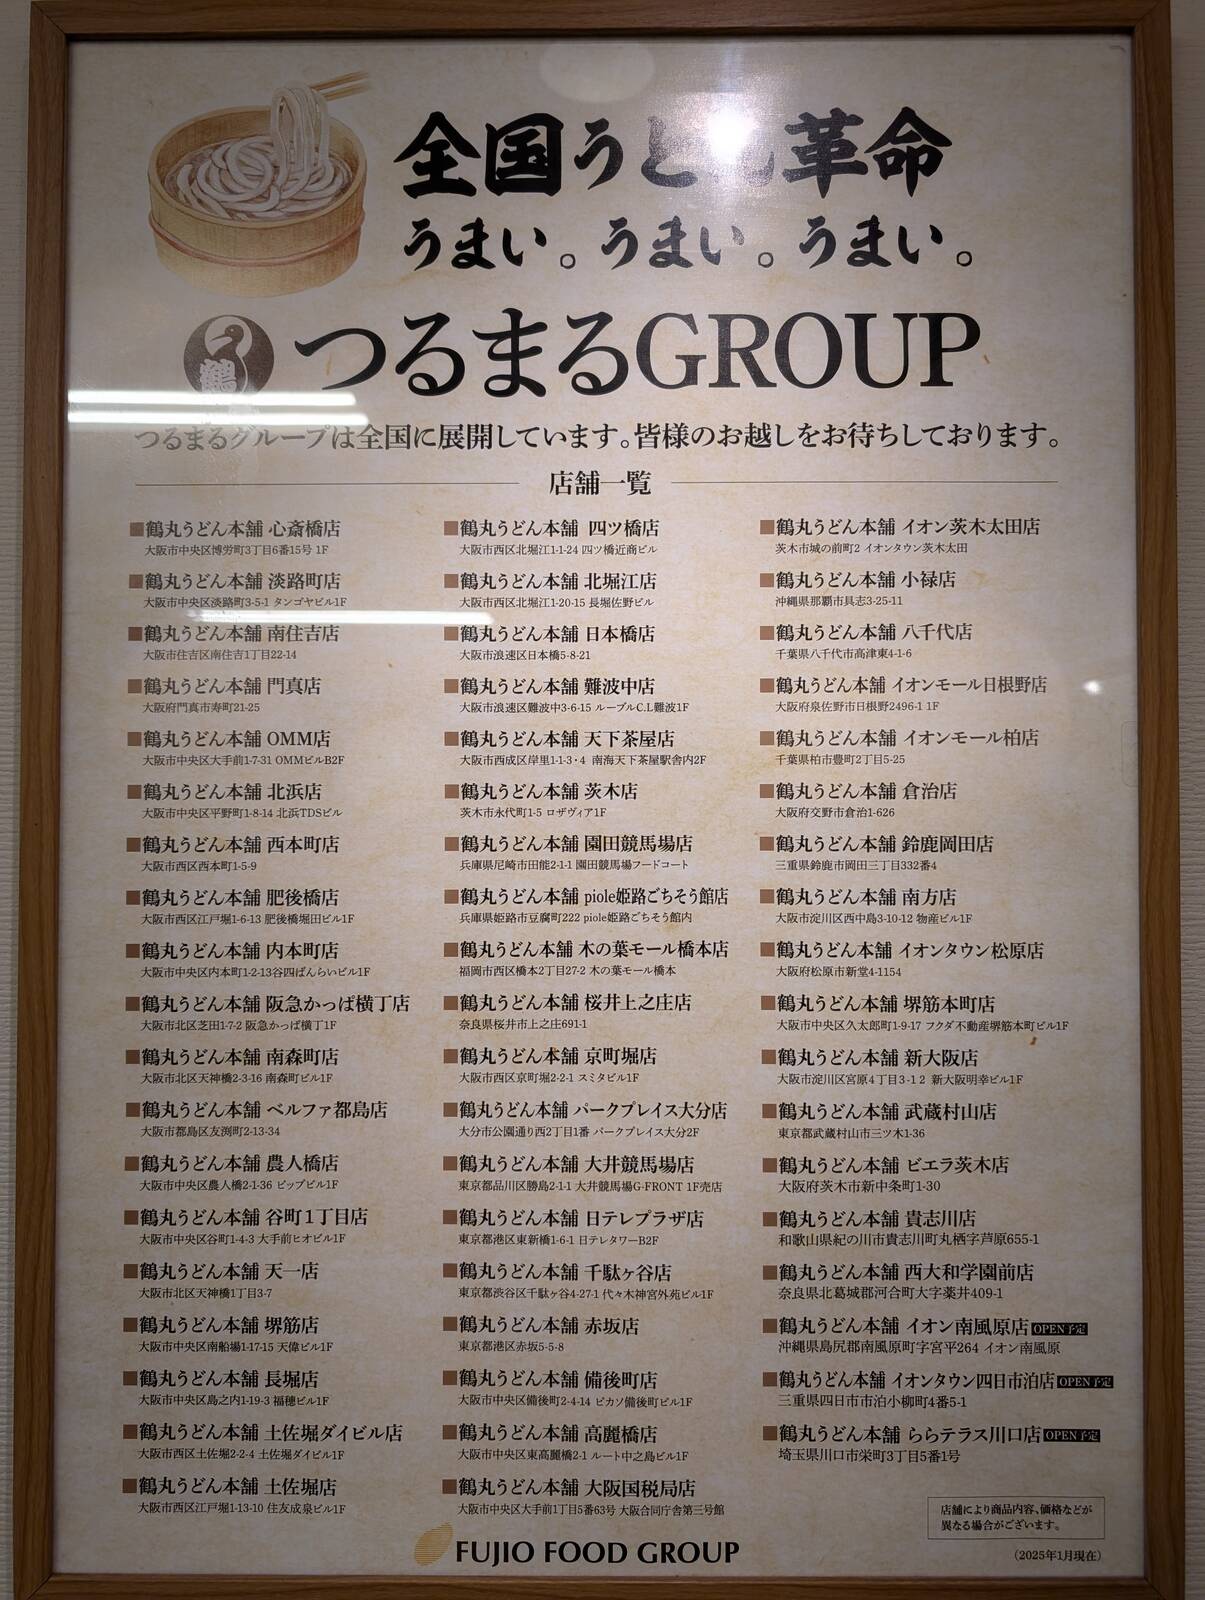 全国うどん革命
うまい。うまい。うまい。
鶴
つるまるGROUP
つるまるグループは全国に展開しています。皆様のお越しをお待ちしております。
店舗一覧
■鶴丸うどん本舗 心斎橋店
大阪市中央区博労町3丁目6番15号 1F
■鶴丸うどん本舗 淡路町店
大阪市中央区淡路町3-5-1 タンゴヤビル1F
■鶴丸うどん本舗 南住吉店
大阪市住吉区南住吉1丁目22-14
■鶴丸うどん本舗 門真店
大阪府門真市寿町21-25
■鶴丸うどん本舗 OMM店
大阪市中央区大手前1-7-31 OMMビルB2F
■鶴丸うどん本舗 北浜店
大阪市中央区平野町1-8-14 北浜TDSビル
■鶴丸うどん本舗 西本町店
大阪市西区西本町1-5-9
■鶴丸うどん本舗 肥後橋店
大阪市西区江戸堀1-6-13 肥後橋堀田ビル1F
■鶴丸うどん本舗 内本町店
大阪市中央区内本町1-2-13谷四ばんらいビル1F
■鶴丸うどん本舗 阪急かっぱ横丁店
大阪市北区芝田1-7-2 阪急かっぱ横丁1F
■鶴丸うどん本舗 南森町店
大阪市北区天神橋2-3-16 南森町ビル1F
■鶴丸うどん本舗 ベルファ都島店
大阪市都島区友渕町2-13-34
■鶴丸うどん本舗 農人橋店
大阪市中央区農人橋2-1-36 ピップビル1F
■鶴丸うどん本舗 谷町1丁目店
大阪市中央区谷町1-4-3 大手前ヒオビル1F
■鶴丸うどん本舗 天一店
大阪市北区天神橋1丁目3-7
■鶴丸うどん本舗 堺筋店
大阪市中央区南船場1-17-15 天偉ビル1F
■鶴丸うどん本舗 長堀店
大阪市中央区島之内1-19-3 福穂ビル1F
■鶴丸うどん本舗 土佐堀ダイビル店
大阪市西区土佐堀2-2-4 土佐堀ダイビル1F
■鶴丸うどん本舗 土佐堀店
大阪市西区江戸堀1-13-10 住友成泉ビル1F
■鶴丸うどん本舗 四ツ橋店
大阪市西区北堀江1-1-24 四ツ橋近商ビル
■鶴丸うどん本舗 北堀江店
大阪市西区北堀江1-20-15 長堀佐野ビル
■鶴丸うどん本舗 日本橋店
大阪市浪速区日本橋5-8-21
■鶴丸うどん本舗 難波中店
大阪市浪速区難波中3-6-15 ルーブルC.L難波1F
■鶴丸うどん本舗 天下茶屋店
大阪市西成区岸里1-1-3・4 南海天下茶屋駅舎内2F
■鶴丸うどん本舗 茨木店
茨木市永代町1-5 ロザヴィア1F
■鶴丸うどん本舗 園田競馬場店
兵庫県尼崎市田能2-1-1 園田競馬場フードコート
■鶴丸うどん本舗 piole姫路ごちそう館店
兵庫県姫路市豆腐町222 piole姫路ごちそう館内
■鶴丸うどん本舗 木の葉モール橋本店
福岡市西区橋本2丁目27-2 木の葉モール橋本
■鶴丸うどん本舗 桜井上之庄店
奈良県桜井市上之庄691-1
■鶴丸うどん本舗 京町堀店
大阪市西区京町堀2-2-1 スミタビル1F
■鶴丸うどん本舗 パークプレイス大分店
大分市公園通り西2丁目1番 パークプレイス大分2F
■鶴丸うどん本舗 大井競馬場店
東京都品川区勝島2-1-1 大井競馬場G-FRONT 1F売店
■鶴丸うどん本舗 日テレプラザ店
東京都港区東新橋1-6-1 日テレタワーB2F
■鶴丸うどん本舗 千駄ヶ谷店
東京都渋谷区千駄ヶ谷4-27-1 代々木神宮外苑ビル1F
■鶴丸うどん本舗 赤坂店
東京都港区赤坂5-5-8
■鶴丸うどん本舗 備後町店
大阪市中央区備後町2-4-14 ピカソ備後町ビル1F
■鶴丸うどん本舗 高麗橋店
大阪市中央区東高麗橋2-1 ルート中之島ビル1F
■鶴丸うどん本舗 大阪国税局店
大阪市中央区大手前1丁目5番63号 大阪合同庁舎第三号館
■鶴丸うどん本舗 イオン茨木太田店
茨木市城の前町2 イオンタウン茨木太田
■鶴丸うどん本舗 小禄店
沖縄県那覇市具志3-25-11
■鶴丸うどん本舗 八千代店
千葉県八千代市高津東4-1-6
■鶴丸うどん本舗 イオンモール日根野店
大阪府泉佐野市日根野2496-1 1F
■鶴丸うどん本舗 イオンモール柏店
千葉県柏市豊町2丁目5-25
■鶴丸うどん本舗 倉治店
大阪府交野市倉治1-626
■鶴丸うどん本舗 鈴鹿岡田店
三重県鈴鹿市岡田三丁目332番4
■鶴丸うどん本舗 南方店
大阪市淀川区西中島3-10-12 物産ビル1F
■鶴丸うどん本舗 イオンタウン松原店
大阪府松原市新堂4-1154
■鶴丸うどん本舗 堺筋本町店
大阪市中央区久太郎町1-9-17 フクダ不動産堺筋本町ビル1F
■鶴丸うどん本舗 新大阪店
大阪市淀川区宮原4丁目3-12 新大阪明幸ビル1F
■鶴丸うどん本舗 武蔵村山店
東京都武蔵村山市三ツ木1-36
■鶴丸うどん本舗 ビエラ茨木店
大阪府茨木市新中条町1-30
■鶴丸うどん本舗 貴志川店
和歌山県紀の川市貴志川町丸栖字芦原655-1
■鶴丸うどん本舗 西大和学園前店
奈良県北葛城郡河合町大字薬井409-1
■鶴丸うどん本舗 イオン南風原店 OPEN予定
沖縄県島尻郡南風原町字宮平264 イオン南風原
■鶴丸うどん本舗 イオンタウン四日市泊店 OPEN予定
三重県四日市市泊小柳町4番5-1
■鶴丸うどん本舗 ららテラス川口店 OPEN予定
埼玉県川口市栄町3丁目5番1号
店舗により商品内容、価格などが
異なる場合がございます。
(2025年1月現在)
FUJIO FOOD GROUP